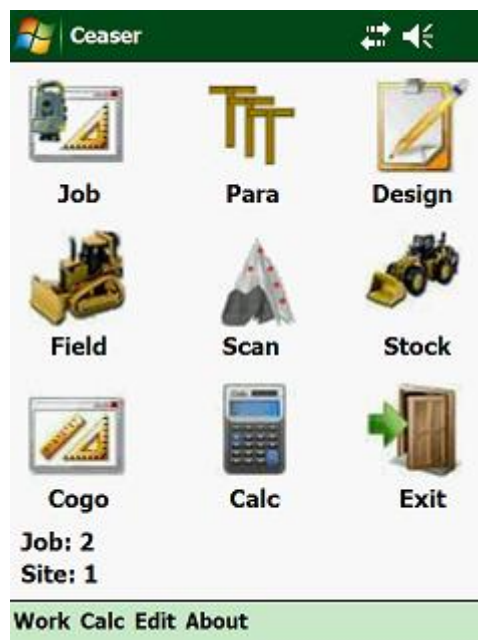 Ceaser
Job Para Design
Field Scan Stock
Cogo Calc Exit
Job: 2
Site: 1
Work Calc Edit About